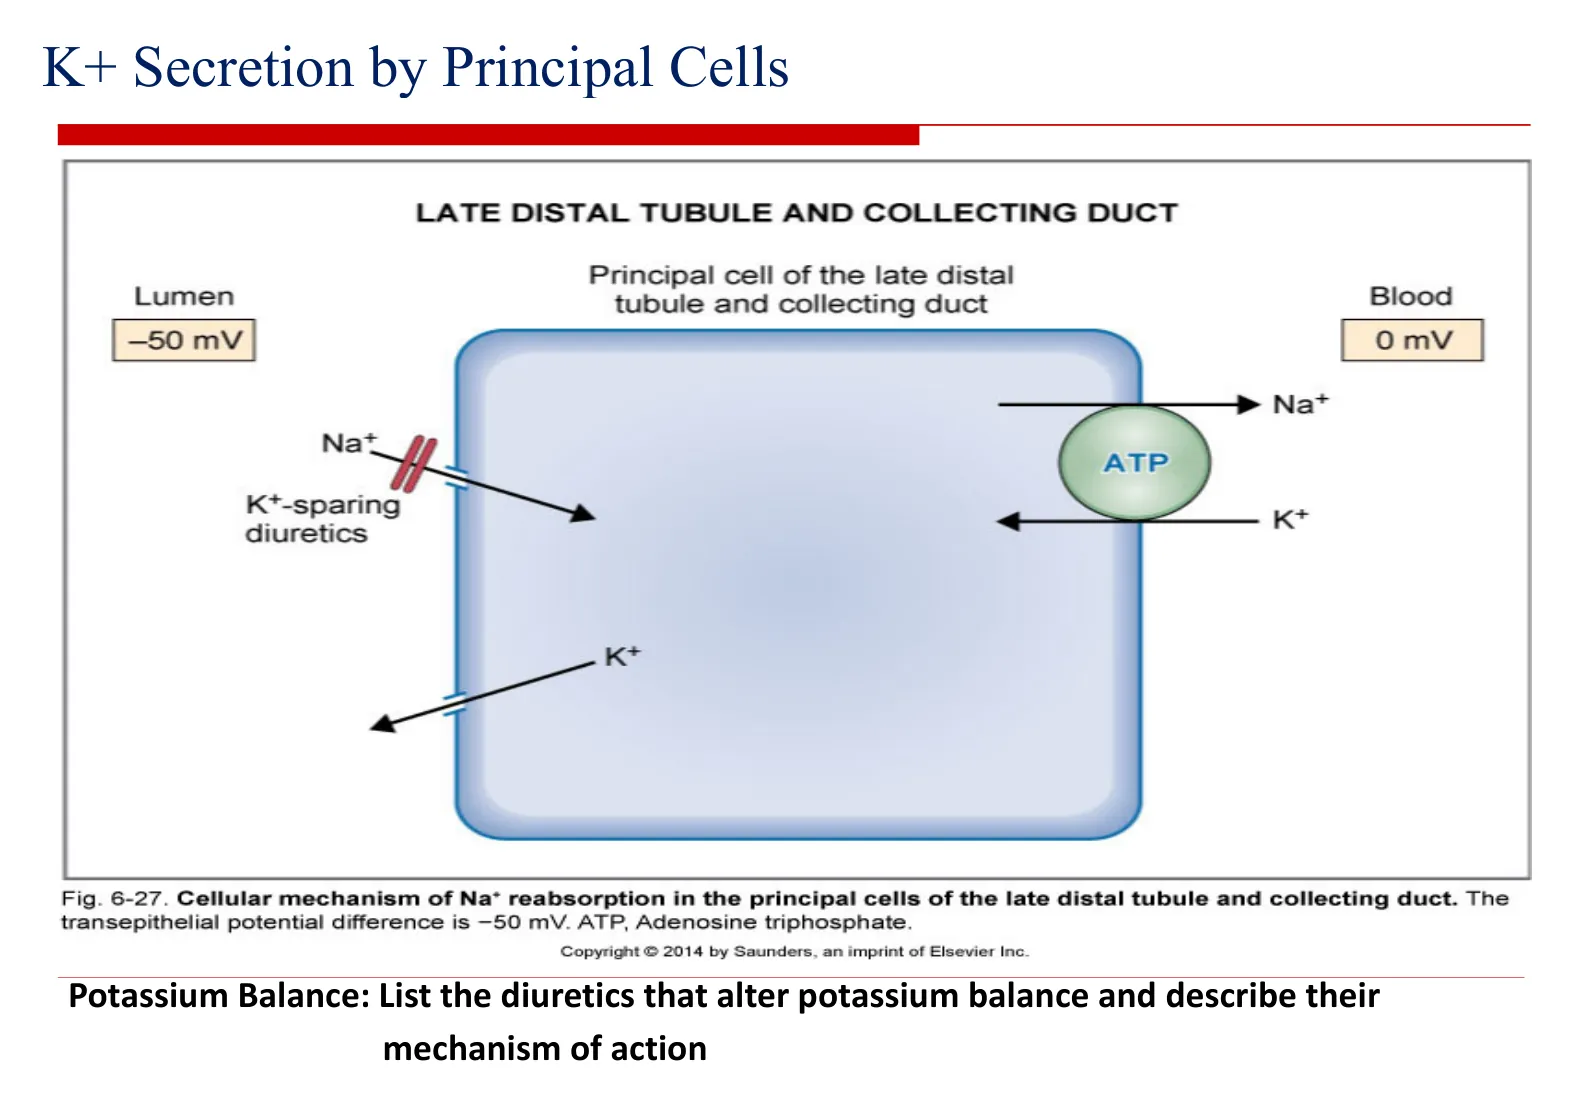 K+ Secretion by Principal Cells
LATE DISTAL TUBULE AND COLLECTING DUCT
Principal cell of the late distal
tubule and collecting duct
Lumen
–50 mV
Blood
0 mV
Na⁺
ATP
Na⁺
K⁺-sparing
diuretics
K⁺
K⁺
Fig. 6-27. Cellular mechanism of Na⁺ reabsorption in the principal cells of the late distal tubule and collecting duct. The
transepithelial potential difference is −50 mV. ATP, Adenosine triphosphate.
Copyright © 2014 by Saunders, an imprint of Elsevier Inc.
Potassium Balance: List the diuretics that alter potassium balance and describe their
mechanism of action